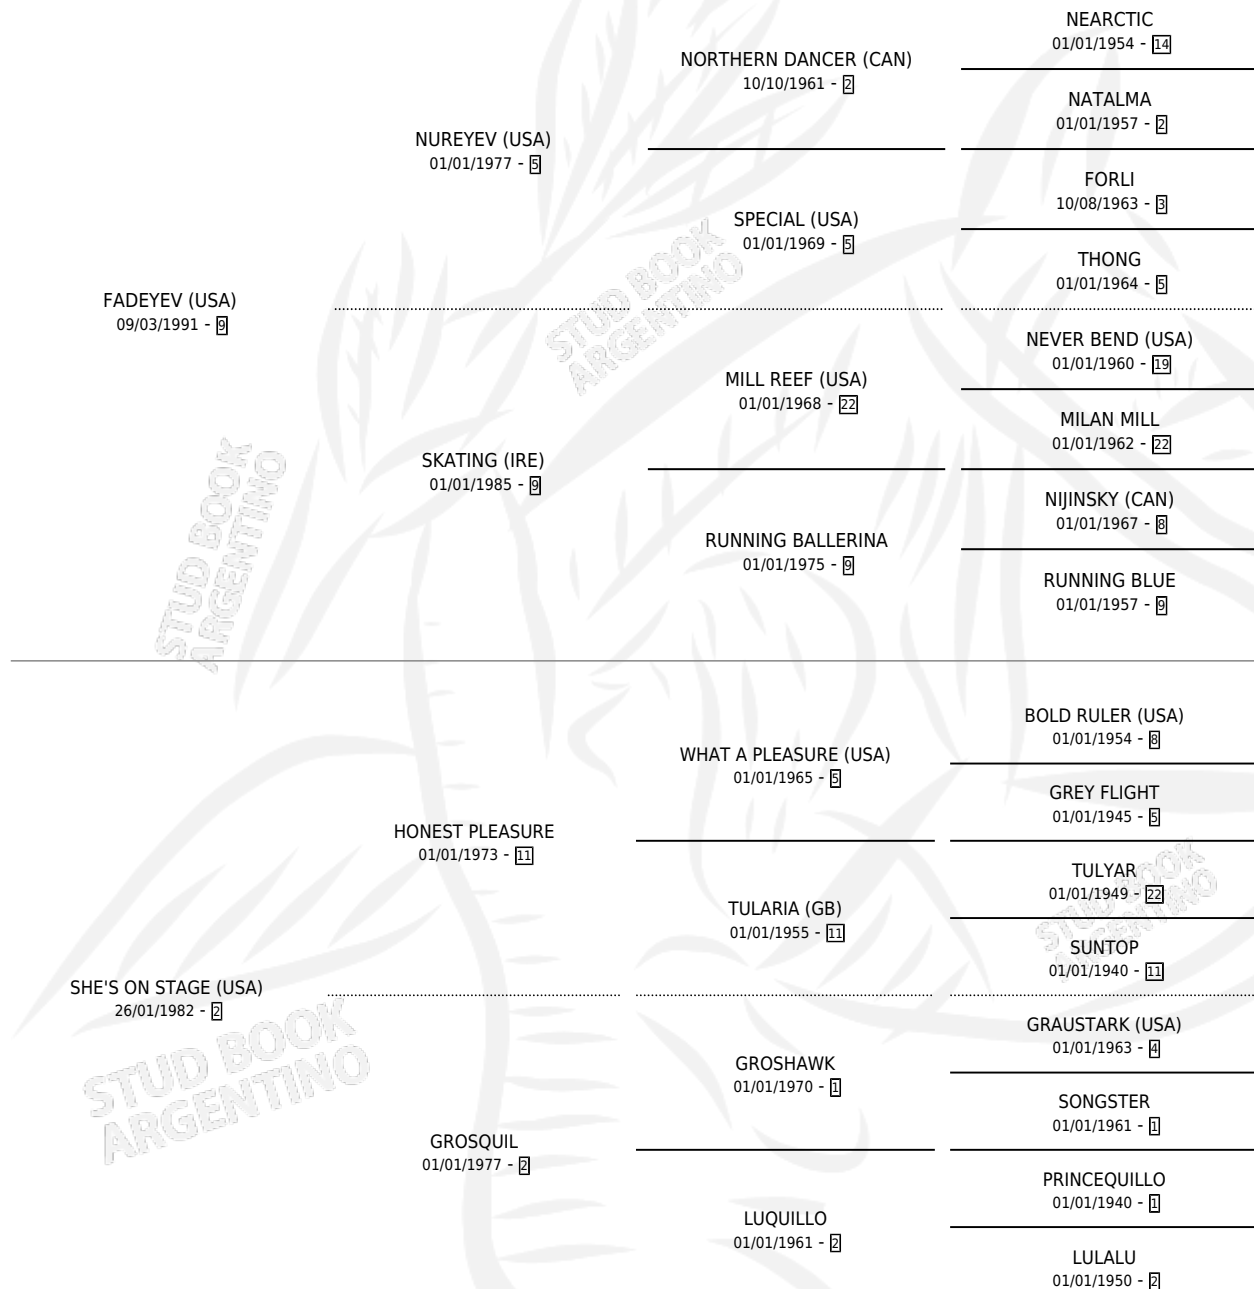 NEARCTIC
01/01/1954 - 14
NORTHERN DANCER (CAN)
10/10/1961 - 2
NATALMA
01/01/1957 - 2
NUREYEV (USA)
01/01/1977 - 5
FORLI
10/08/1963 - 3
SPECIAL (USA)
01/01/1969 - 5
THONG
01/01/1964 - 5
FADEYEV (USA)
09/03/1991 - 9
NEVER BEND (USA)
01/01/1960 - 19
MILL REEF (USA)
01/01/1968 - 22
MILAN MILL
01/01/1962 - 22
SKATING (IRE)
01/01/1985 - 9
NIJINSKY (CAN)
01/01/1967 - 8
RUNNING BALLERINA
01/01/1975 - 9
RUNNING BLUE
01/01/1957 - 9
BOLD RULER (USA)
01/01/1954 - 8
WHAT A PLEASURE (USA)
01/01/1965 - 5
GREY FLIGHT
01/01/1945 - 5
HONEST PLEASURE
01/01/1973 - 11
TULYAR
01/01/1949 - 22
TULARIA (GB)
01/01/1955 - 11
SUNTOP
01/01/1940 - 11
SHE'S ON STAGE (USA)
26/01/1982 - 2
GRAUSTARK (USA)
01/01/1963 - 4
GROSHAWK
01/01/1970 - 1
SONGSTER
01/01/1961 - 1
GROSQUIL
01/01/1977 - 2
PRINCEQUILLO
01/01/1940 - 1
LUQUILLO
01/01/1961 - 2
LULALU
01/01/1950 - 2
STUD BOOK
ARGENTINO
STUD BOOK
ARGENTINO
STUD BOOK
ARGENTINO
STUD BOOK
ARGENTINO